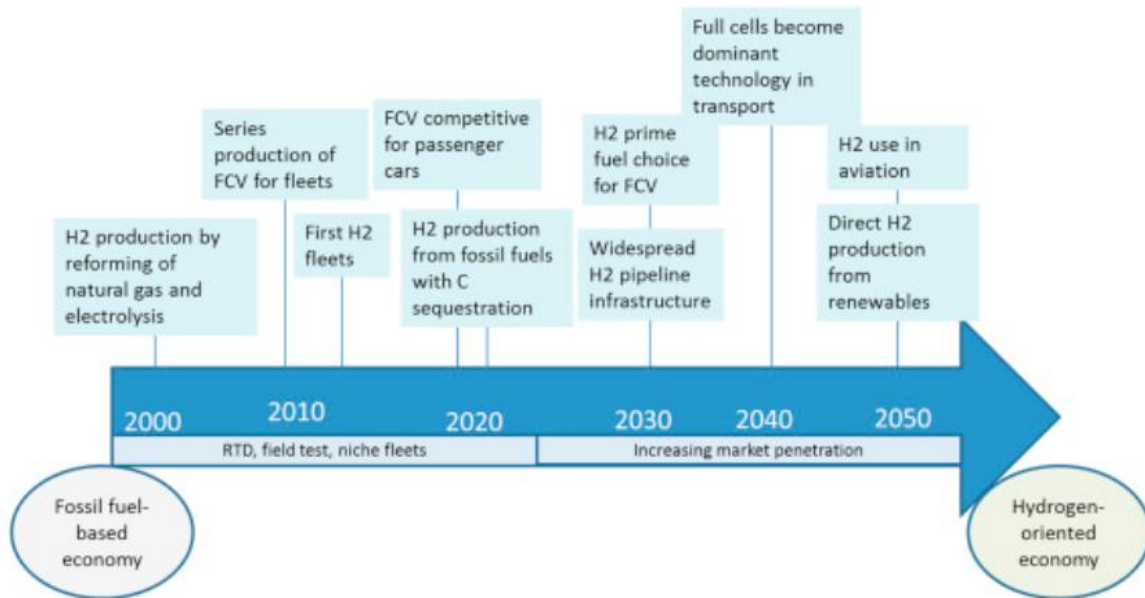 Full cells become
dominant
technology in
transport
Series
production of
FCV for fleets
FCV competitive
for passenger
cars
H2 prime
fuel choice
for FCV
H2 use in
aviation
H2 production by
reforming of
natural gas and
electrolysis
First H2
fleets
H2 production
from fossil fuels
with C
sequestration
Widespread
H2 pipeline
infrastructure
Direct H2
production
from
renewables
2000
2010
2020
2030
2040
2050
RTD, field test, niche fleets
Increasing market penetration
Fossil fuel-
based
economy
Hydrogen-
oriented
economy